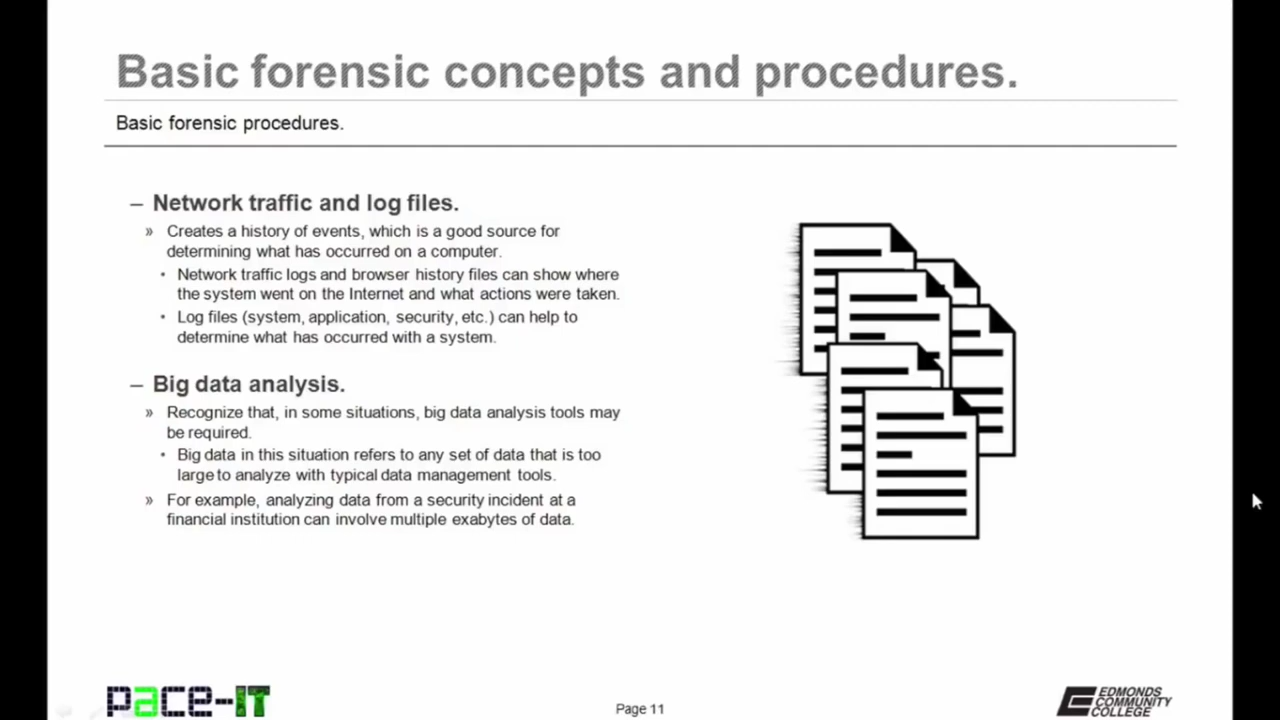 Basic forensic concepts and procedures.
Basic forensic procedures.
– Network traffic and log files.
» Creates a history of events, which is a good source for
determining what has occurred on a computer.
• Network traffic logs and browser history files can show where
the system went on the Internet and what actions were taken.
• Log files (system, application, security, etc.) can help to
determine what has occurred with a system.
– Big data analysis.
» Recognize that, in some situations, big data analysis tools may
be required.
• Big data in this situation refers to any set of data that is too
large to analyze with typical data management tools.
» For example, analyzing data from a security incident at a
financial institution can involve multiple exabytes of data.
pace-IT
Page 11
EDMONDS
COMMUNITY
COLLEGE